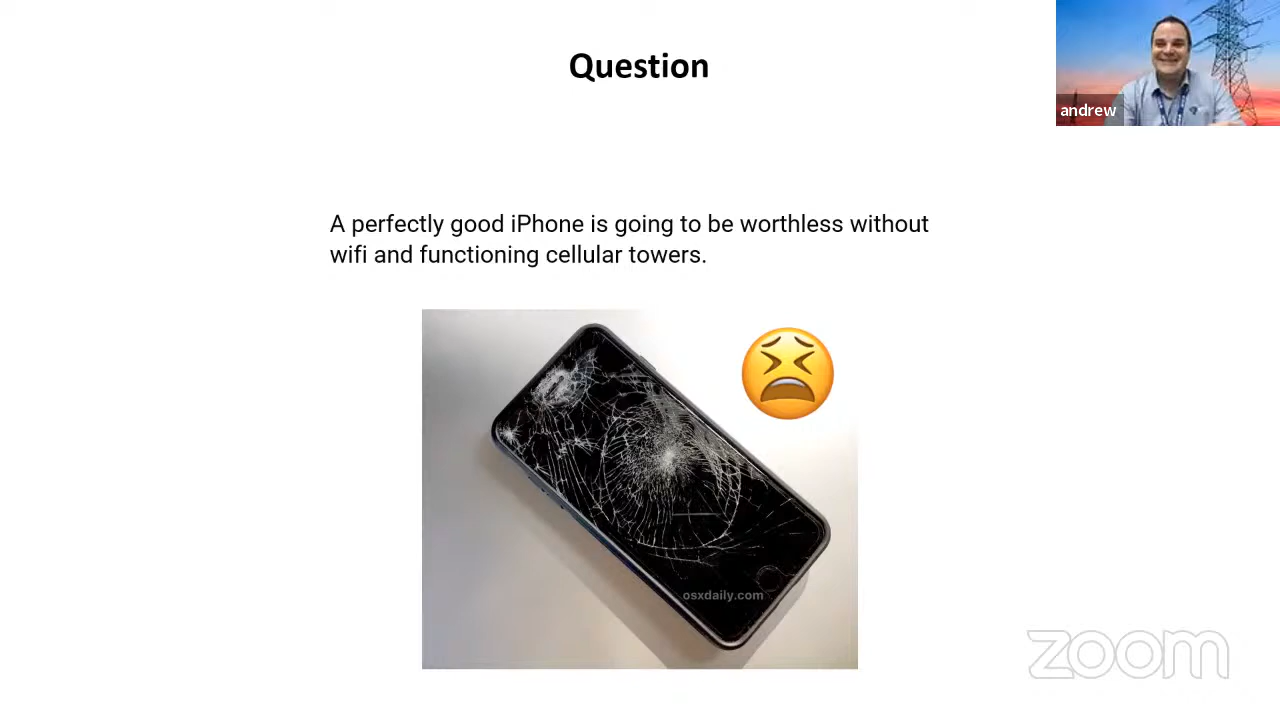 Question
andrew
A perfectly good iPhone is going to be worthless without
wifi and functioning cellular towers.
osxdaily.com
zoom